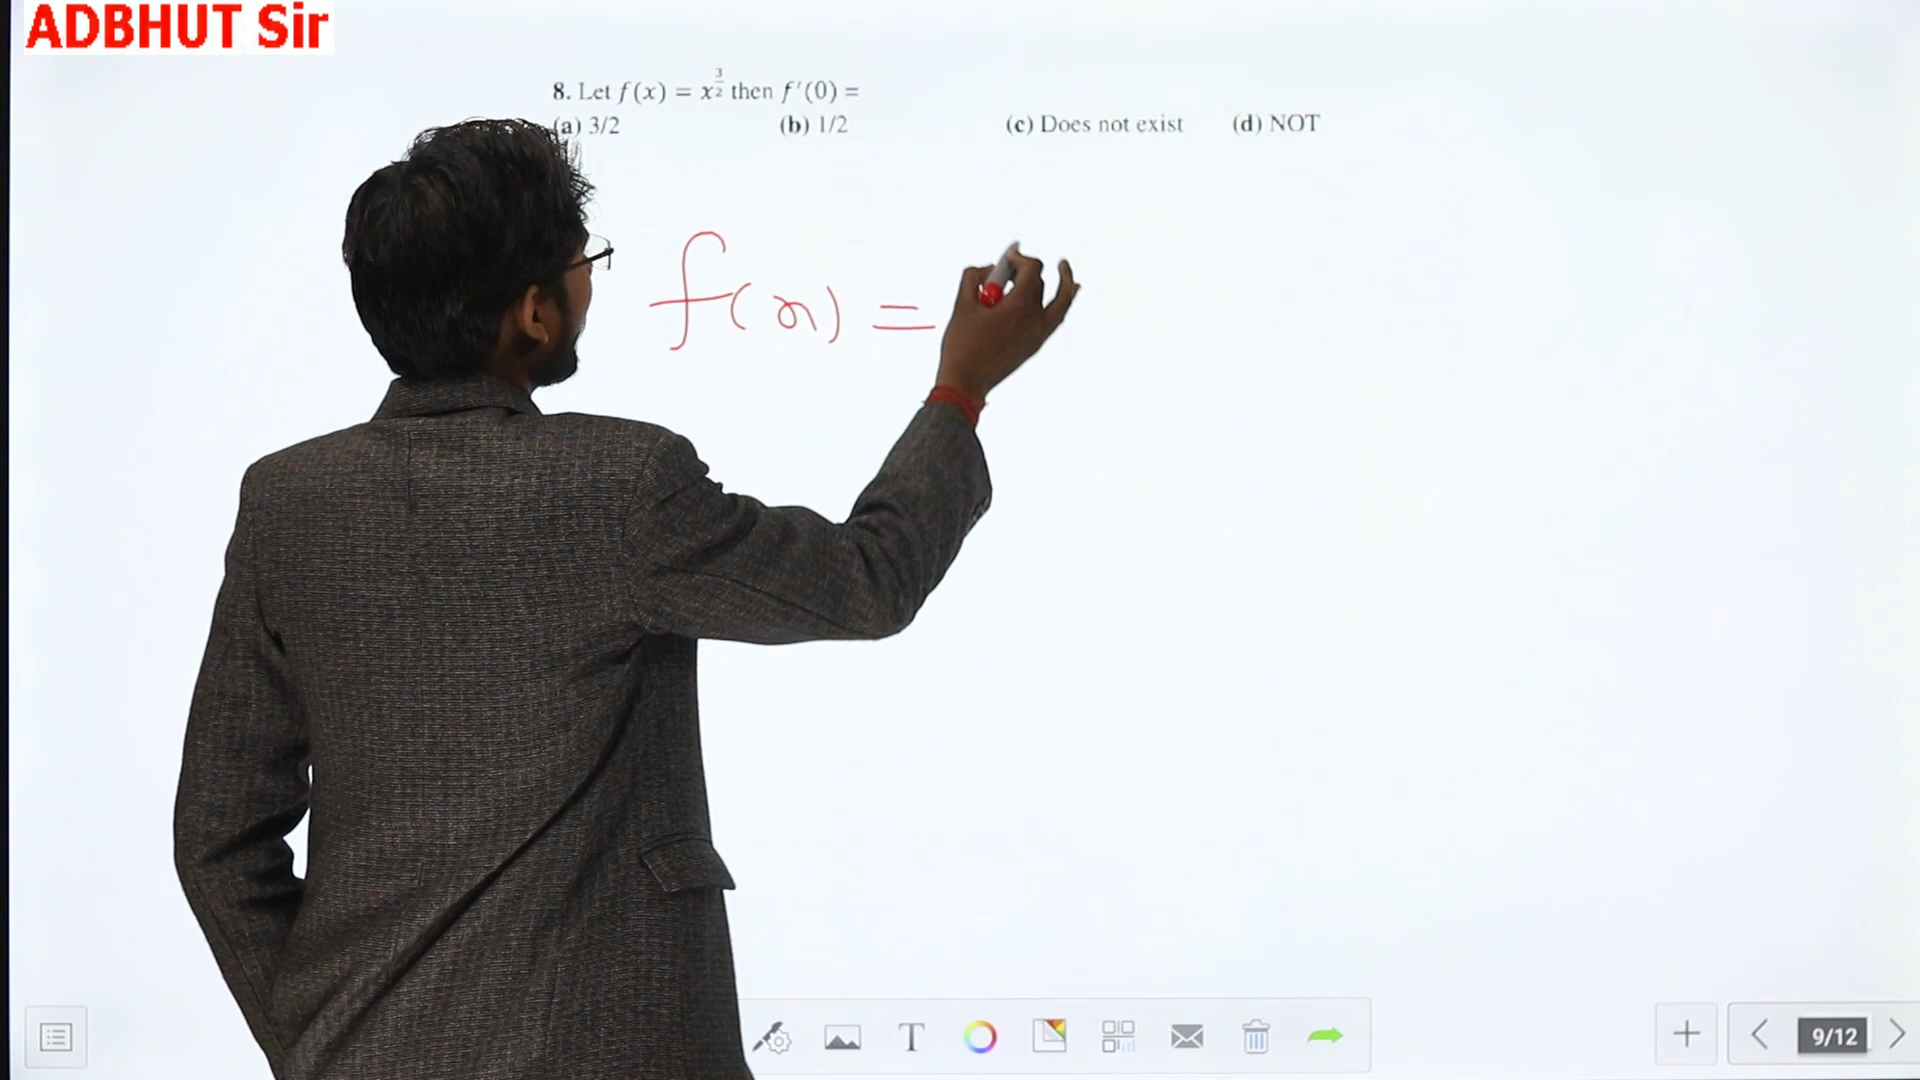 ADBHUT Sir
8. Let f(x) = x^{3/2} then f'(0) =
(a) 3/2 (b) 1/2 (c) Does not exist (d) NOT
f(x) =
T
9/12